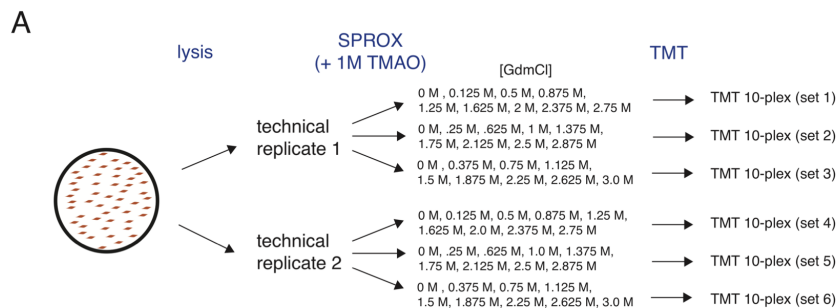 A
lysis
SPROX
(+ 1M TMAO)
[GdmCl]
TMT
technical
replicate 1
0 M , 0.125 M, 0.5 M, 0.875 M,
1.25 M, 1.625 M, 2 M, 2.375 M, 2.75 M
TMT 10-plex (set 1)
0 M, .25 M, .625 M, 1 M, 1.375 M,
1.75 M, 2.125 M, 2.5 M, 2.875 M
TMT 10-plex (set 2)
0 M , 0.375 M, 0.75 M, 1.125 M,
1.5 M, 1.875 M, 2.25 M, 2.625 M, 3.0 M
TMT 10-plex (set 3)
technical
replicate 2
0 M, 0.125 M, 0.5 M, 0.875 M, 1.25 M,
1.625 M, 2.0 M, 2.375 M, 2.75 M
TMT 10-plex (set 4)
0 M, .25 M, .625 M, 1.0 M, 1.375 M,
1.75 M, 2.125 M, 2.5 M, 2.875 M
TMT 10-plex (set 5)
0 M, 0.375 M, 0.75 M, 1.125 M,
1.5 M, 1.875 M, 2.25 M, 2.625 M, 3.0 M
TMT 10-plex (set 6)